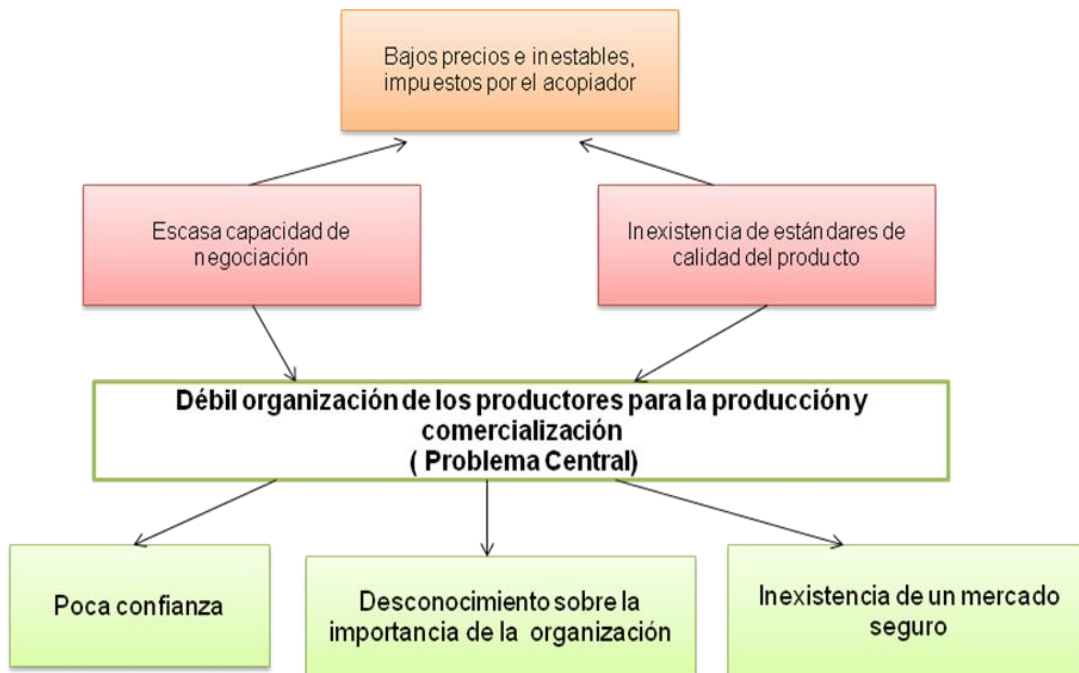 Bajos precios e inestables,
impuestos por el acopiador
Escasa capacidad de
negociación
Inexistencia de estándares de
calidad del producto
Débil organización de los productores para la producción y
comercialización
( Problema Central)
Poca confianza
Desconocimiento sobre la
importancia de la organización
Inexistencia de un mercado
seguro